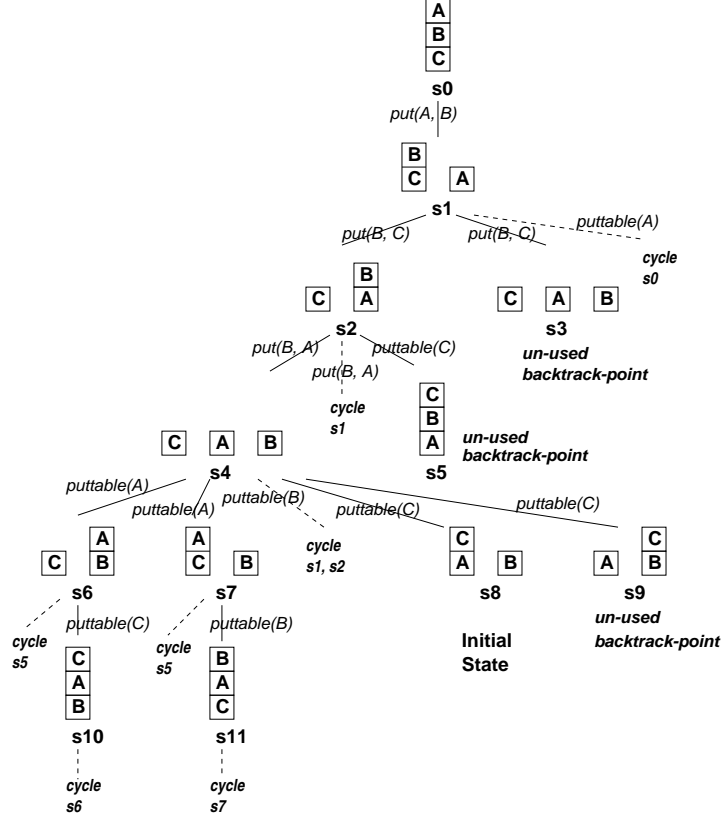 A
B
C
s0
put(A, B)
B
C A
s1
put(B, C) put(B, C) puttable(A)
cycle
s0
B
C A
s2
C A B
s3
un-used
backtrack-point
put(B, A) put(B, A) puttable(C)
cycle
s1
C
B
A
s5
un-used
backtrack-point
C A B
s4
puttable(A) puttable(A) puttable(B) puttable(C) puttable(C)
cycle
s1, s2
A
C B
s6
A
C B
s7
C
A B
s8
Initial
State
C
A B
s9
un-used
backtrack-point
cycle
s5
puttable(C)
cycle
s5
puttable(B)
C
A
B
s10
B
A
C
s11
cycle
s6
cycle
s7